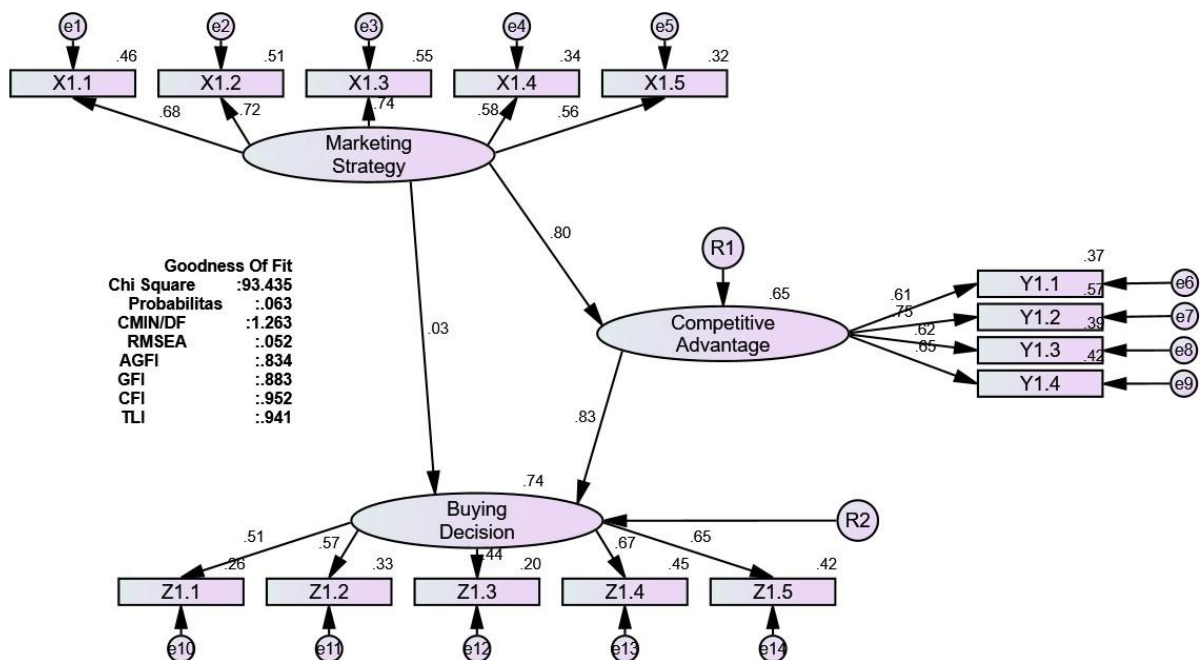 e1
e2
e3
e4
e5
.46
.51
.55
.34
.32
X1.1
X1.2
X1.3
X1.4
X1.5
.68
.72
.74
.58
.56
Marketing
Strategy
.80
R1
.65
Competitive
Advantage
.37
Y1.1
e6
.61
.57
.75
Y1.2
e7
.39
.62
Y1.3
e8
.42
.65
Y1.4
e9
Goodness Of Fit
Chi Square :93.435
Probabilitas :.063
CMIN/DF :1.263
RMSEA :.052
AGFI :.834
GFI :.883
CFI :.952
TLI :.941
.03
.83
.74
Buying
Decision
R2
.51
.57
.44
.67
.65
.26
.33
.20
.45
.42
Z1.1
Z1.2
Z1.3
Z1.4
Z1.5
e10
e11
e12
e13
e14